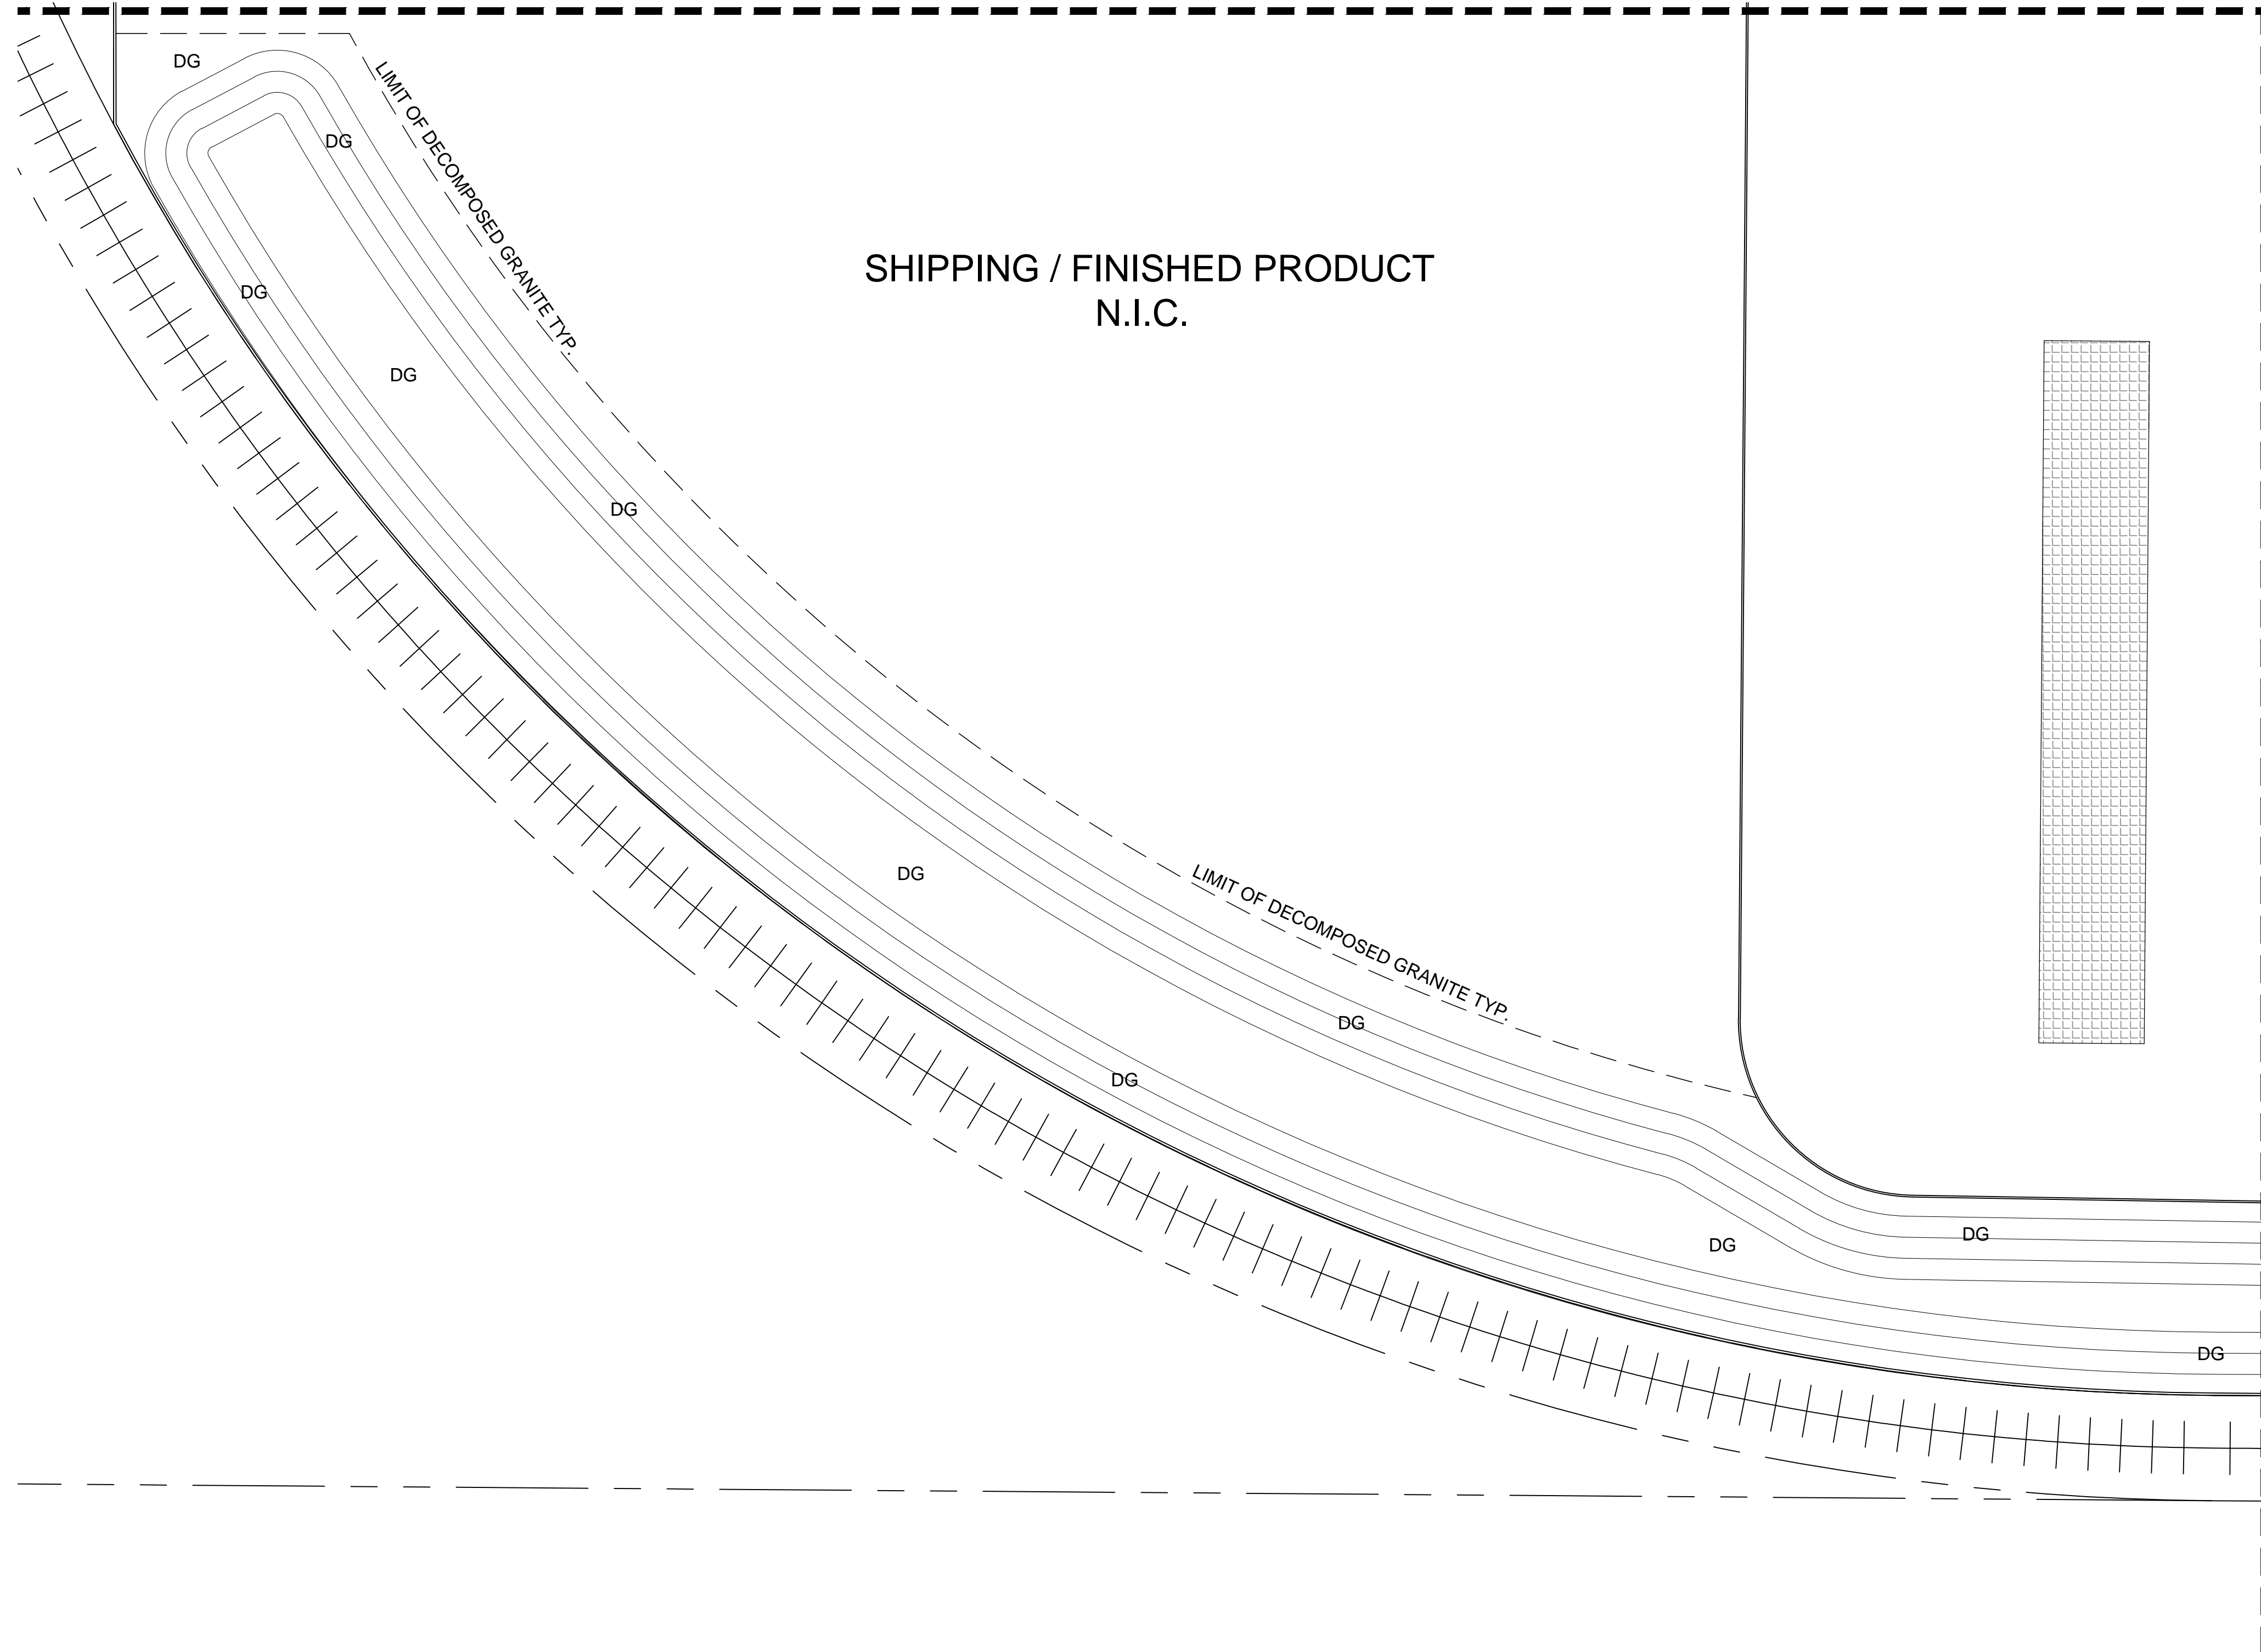 DG
LIMIT OF DECOMPOSED GRANITE TYP.
DG
SHIPPING / FINISHED PRODUCT
N.I.C.
DG
DG
DG
DG
LIMIT OF DECOMPOSED GRANITE TYP.
DG
DG
DG
DG
DG